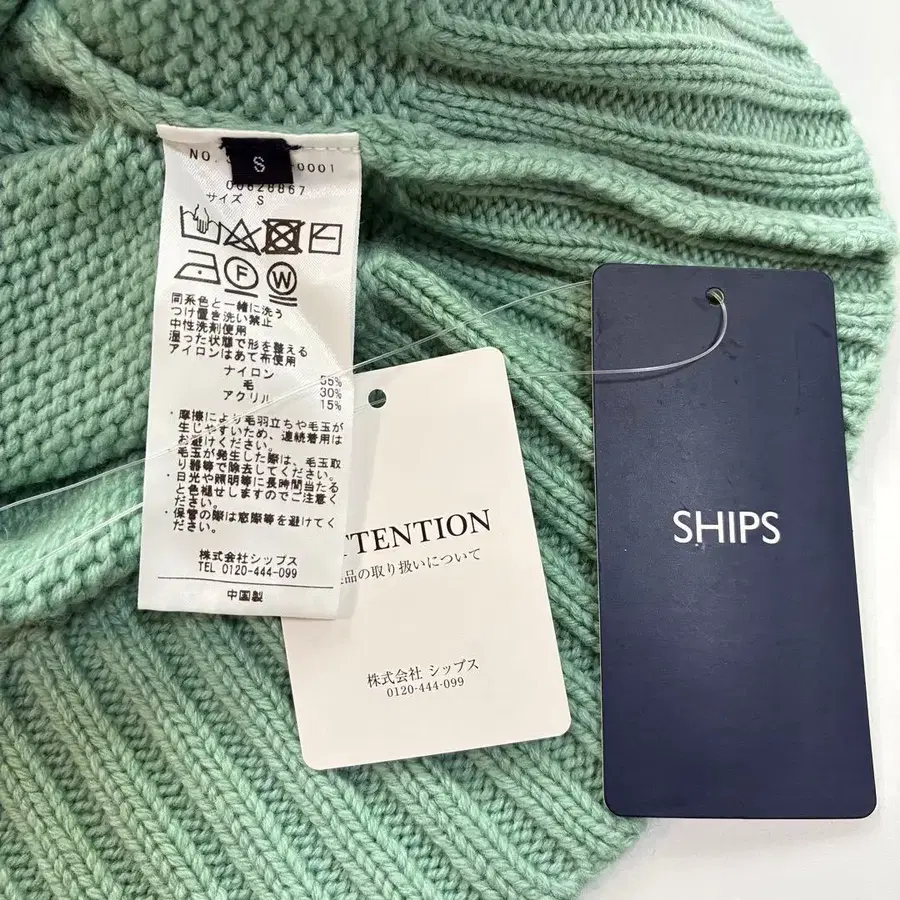 NO.
S
0001
00628867
サイズ S
F
W
同系色と一緒に洗う
つけ置き洗い禁止
中性洗剤使用
湿った状態で形を整える
アイロンはあて布使用
ナイロン 55%
毛 30%
アクリル 15%
・摩擦により毛羽立ちや毛玉が
生じやすいため、連続着用は
お避けください。
毛玉が発生した際は、毛玉取
り器等で除去してください。
・日光や照明等に長時間当たる
と色褪せしますのでご注意く
ださい。
・保管の際は窓際等を避けてく
ださい。
株式会社シップス
TEL 0120-444-099
中国製
TTENTION
品の取り扱いについて
株式会社 シップス
0120-444-099
SHIPS